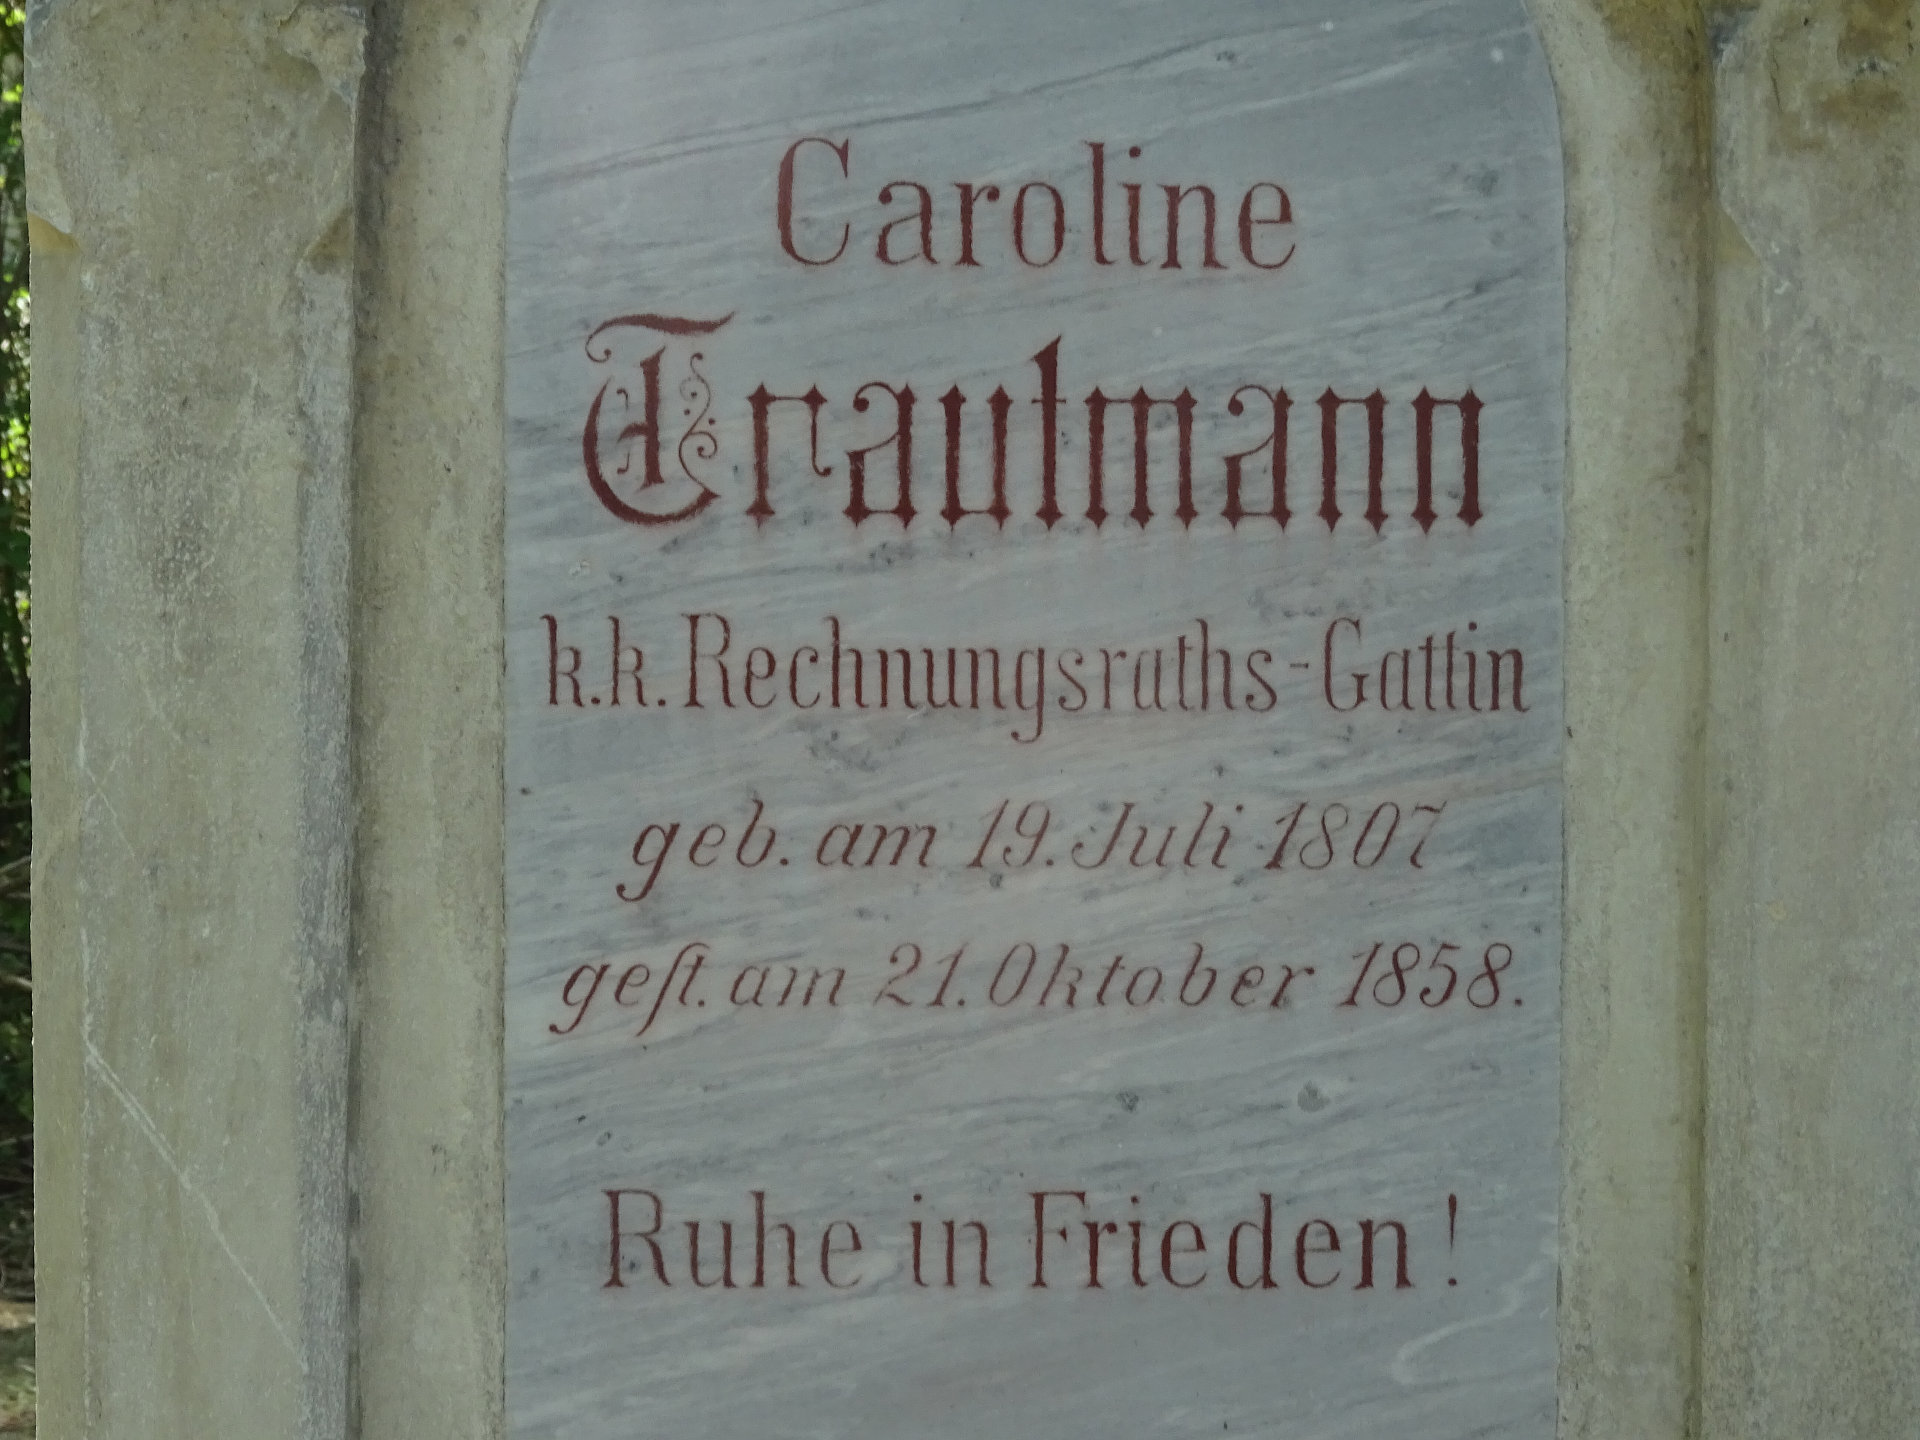 Caroline
Trautmann
k.k. Rechnungsraths-Gattin
geb. am 19. Juli 1807
geſt. am 21. Oktober 1858.
Ruhe in Frieden!